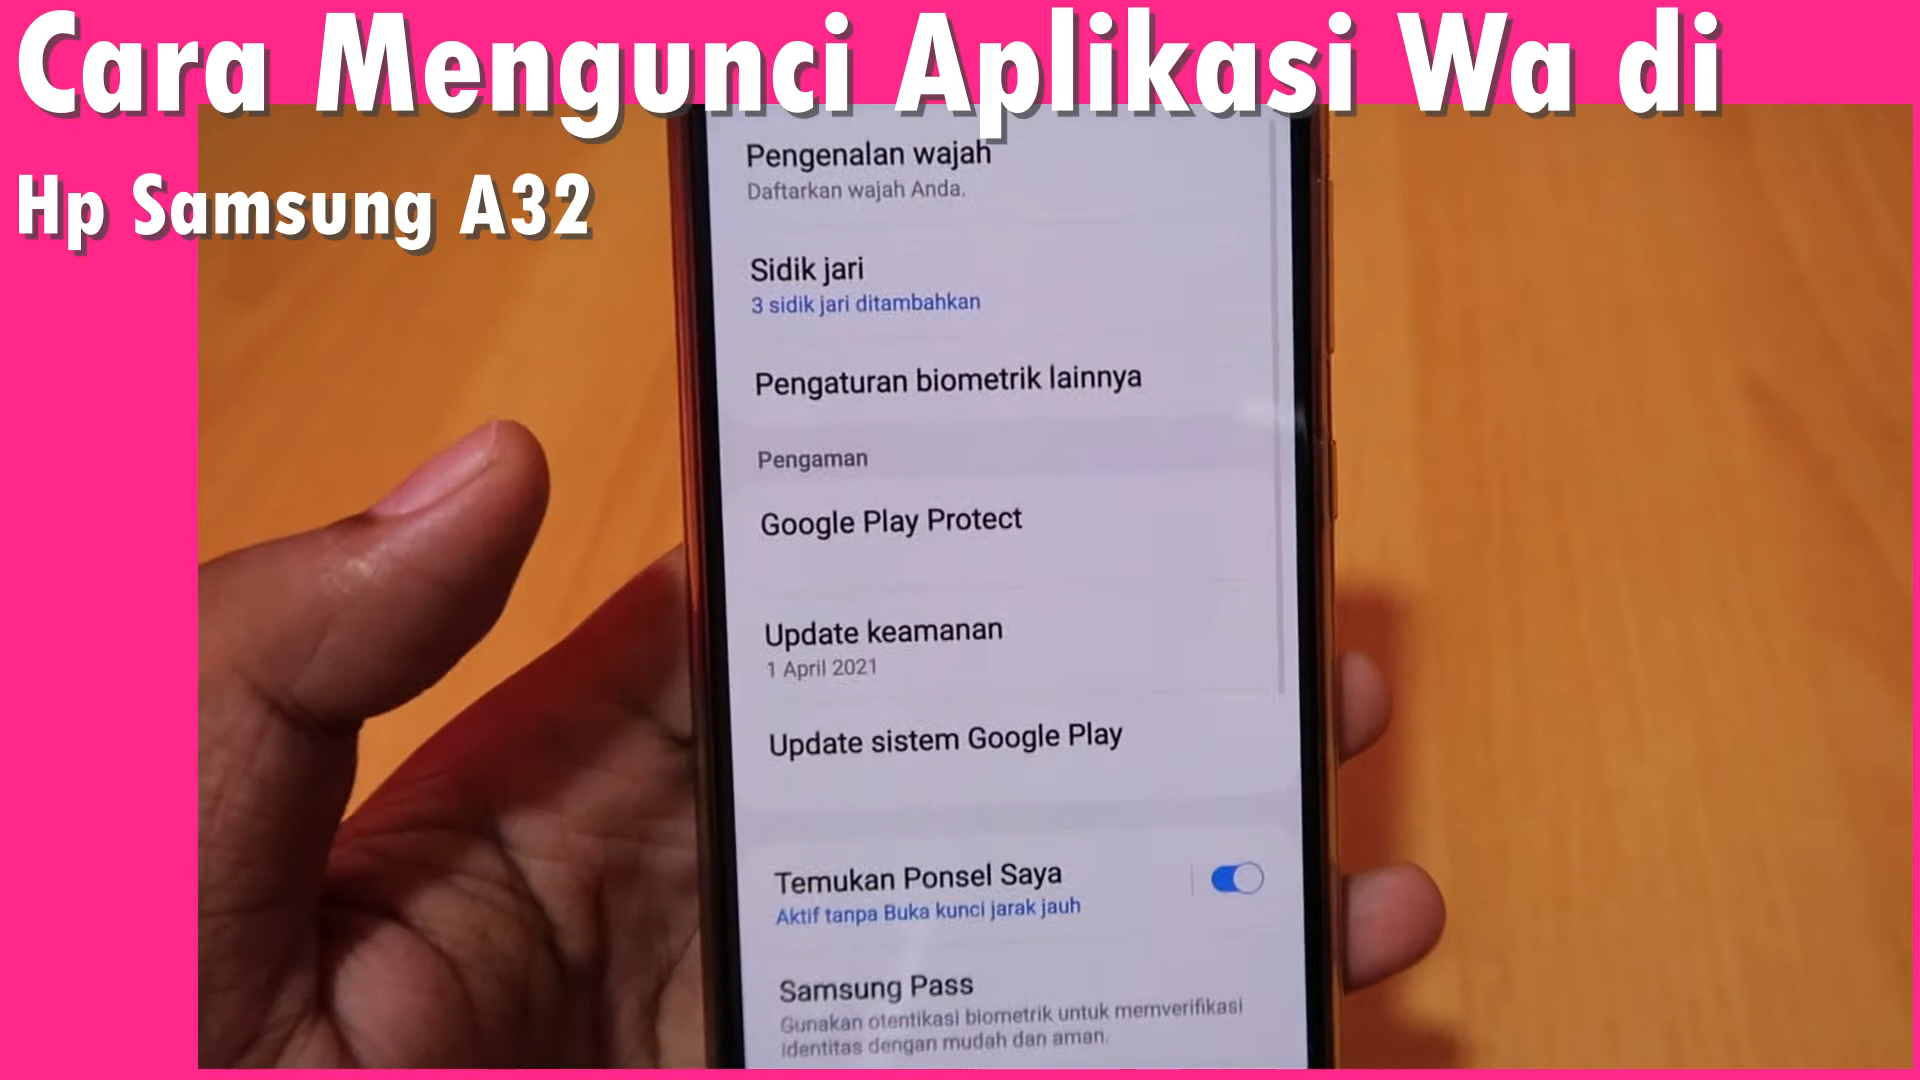 Cara Mengunci Aplikasi Wa di
Hp Samsung A32
Pengenalan wajah
Daftarkan wajah Anda.
Sidik jari
3 sidik jari ditambahkan
Pengaturan biometrik lainnya
Pengaman
Google Play Protect
Update keamanan
1 April 2021
Update sistem Google Play
Temukan Ponsel Saya
Aktif tanpa Buka kunci jarak jauh
Samsung Pass
Gunakan otentikasi biometrik untuk memverifikasi
identitas dengan mudah dan aman.